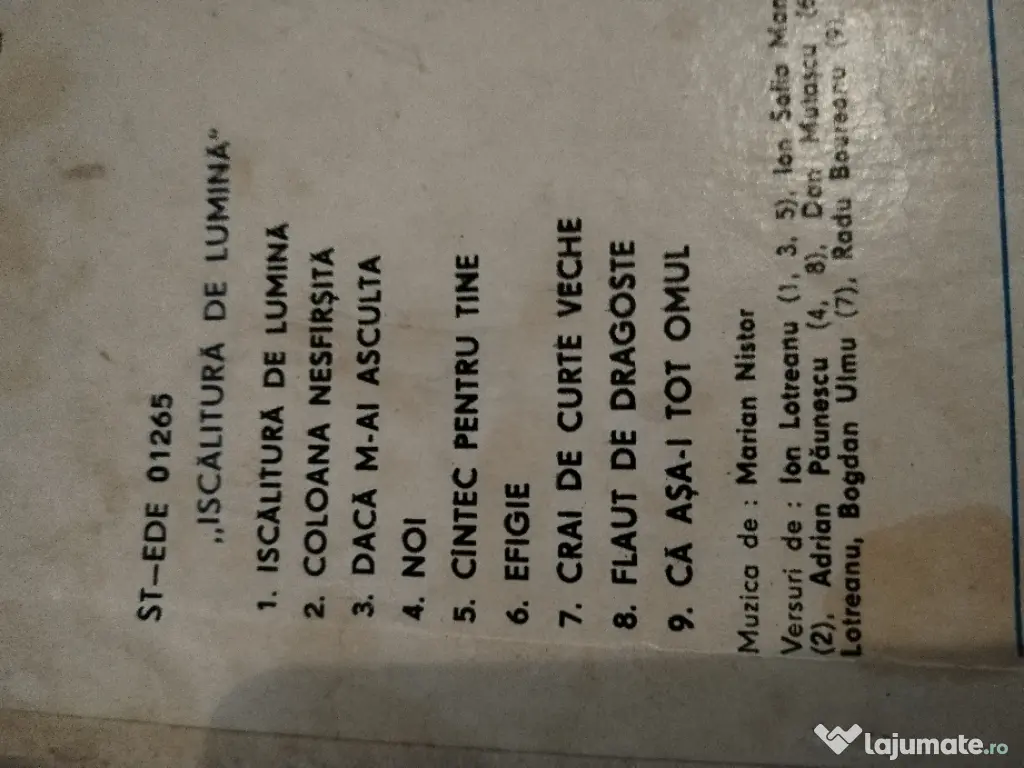 ST-EDE 01265
„ISCĂLITURĂ DE LUMINĂ"
1. ISCĂLITURĂ DE LUMINĂ
2. COLOANA NESFIRȘITĂ
3. DACĂ M-AI ASCULTA
4. NOI
5. CÎNTEC PENTRU TINE
6. EFIGIE
7. CRAI DE CURTE VECHE
8. FLAUT DE DRAGOSTE
9. CĂ AȘA-I TOT OMUL
Muzica de : Marian Nistor
Versuri de : Ion Lotreanu (1, 3, 5), Ion Sofia
(2), Adrian Păunescu (4, 8), Dan Mutașcu (6
Lotreanu, Bogdan Ulmu (7), Radu Boureanu (9).
lajumate.ro